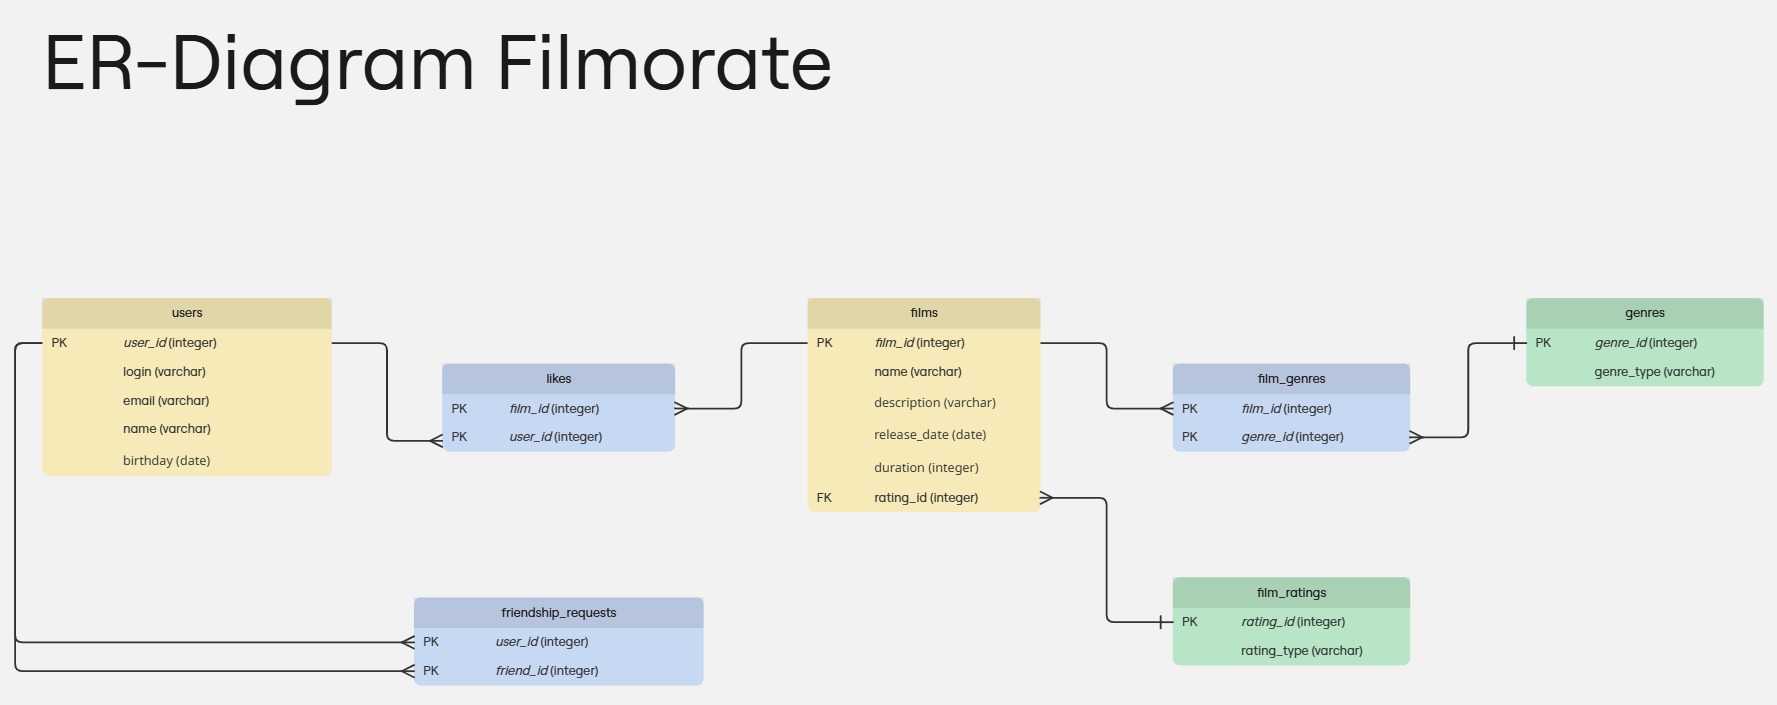 ER-Diagram Filmorate
users
PK user_id (integer)
login (varchar)
email (varchar)
name (varchar)
birthday (date)
likes
PK film_id (integer)
PK user_id (integer)
films
PK film_id (integer)
name (varchar)
description (varchar)
release_date (date)
duration (integer)
FK rating_id (integer)
film_genres
PK film_id (integer)
PK genre_id (integer)
genres
PK genre_id (integer)
genre_type (varchar)
friendship_requests
PK user_id (integer)
PK friend_id (integer)
film_ratings
PK rating_id (integer)
rating_type (varchar)